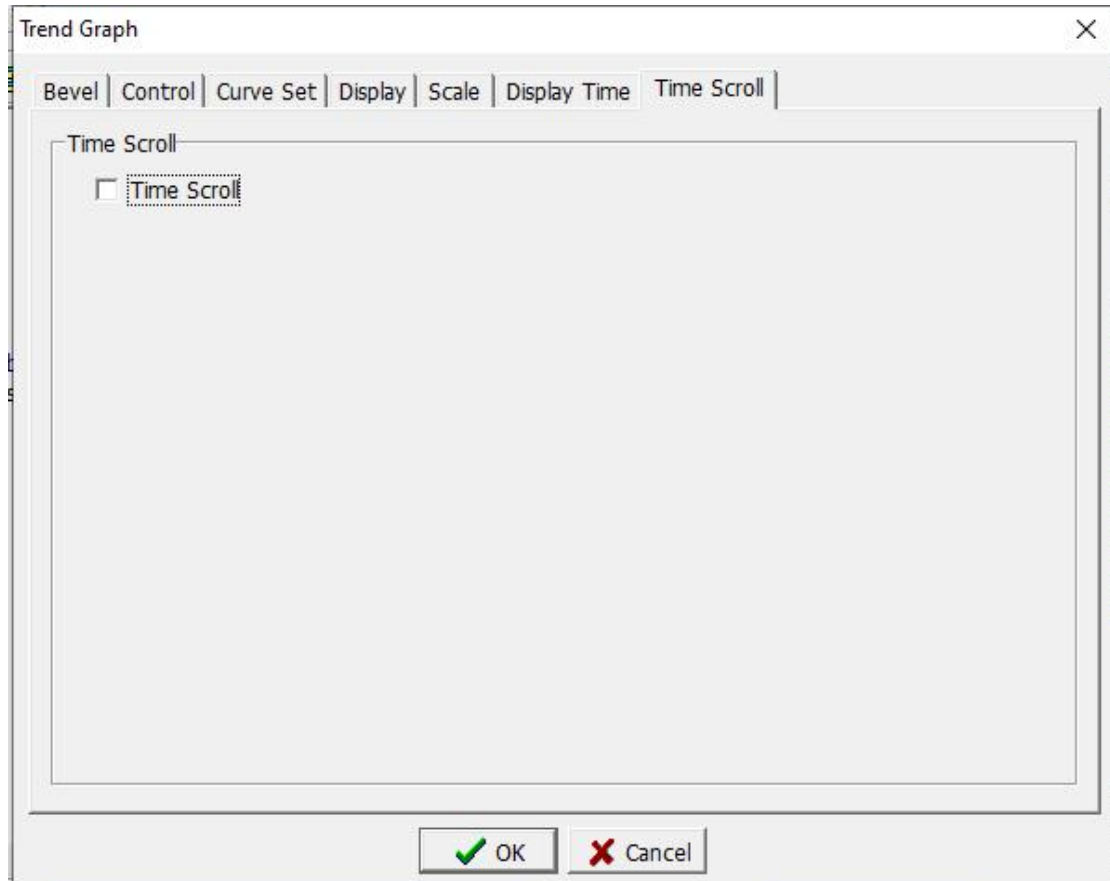 Trend Graph
Bevel Control Curve Set Display Scale Display Time Time Scroll
Time Scroll
Time Scroll
OK Cancel